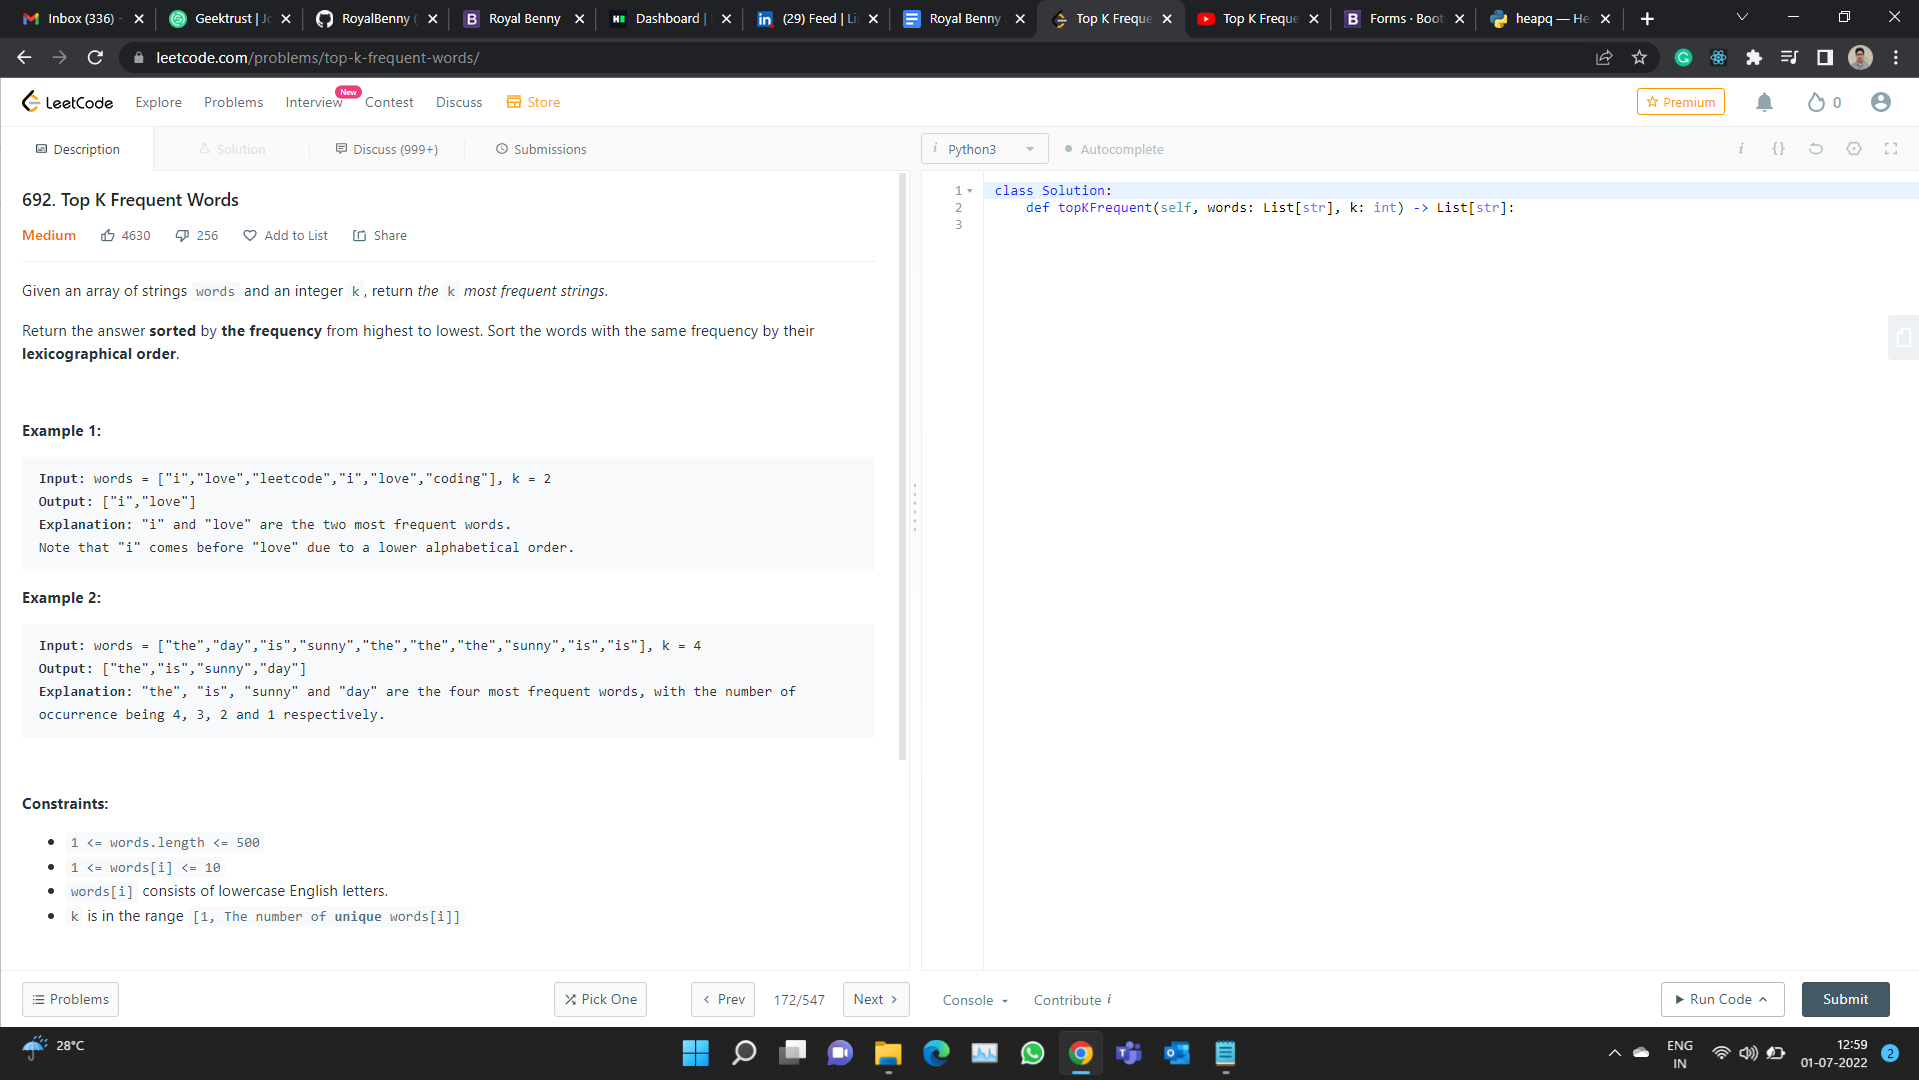 Inbox (336) -
Geektrust | Jo
RoyalBenny (
Royal Benny
Dashboard |
(29) Feed | Li
Royal Benny
Top K Freque
Top K Freque
Forms · Boot
heapq — He
leetcode.com/problems/top-k-frequent-words/
LeetCode Explore Problems Interview New Contest Discuss Store
Premium 0
Description Solution Discuss (999+) Submissions
i Python3 Autocomplete i {}
692. Top K Frequent Words
Medium 4630 256 Add to List Share
Given an array of strings words and an integer k, return the k most frequent strings.
Return the answer sorted by the frequency from highest to lowest. Sort the words with the same frequency by their
lexicographical order.
Example 1:
Input: words = ["i","love","leetcode","i","love","coding"], k = 2
Output: ["i","love"]
Explanation: "i" and "love" are the two most frequent words.
Note that "i" comes before "love" due to a lower alphabetical order.
Example 2:
Input: words = ["the","day","is","sunny","the","the","the","sunny","is","is"], k = 4
Output: ["the","is","sunny","day"]
Explanation: "the", "is", "sunny" and "day" are the four most frequent words, with the number of
occurrence being 4, 3, 2 and 1 respectively.
Constraints:
1 <= words.length <= 500
1 <= words[i] <= 10
words[i] consists of lowercase English letters.
k is in the range [1, The number of unique words[i]]
1 class Solution:
2 def topKFrequent(self, words: List[str], k: int) -> List[str]:
3
Problems Pick One < Prev 172/547 Next >
Console Contribute i Run Code Submit
28°C
ENG
IN
12:59
01-07-2022
2